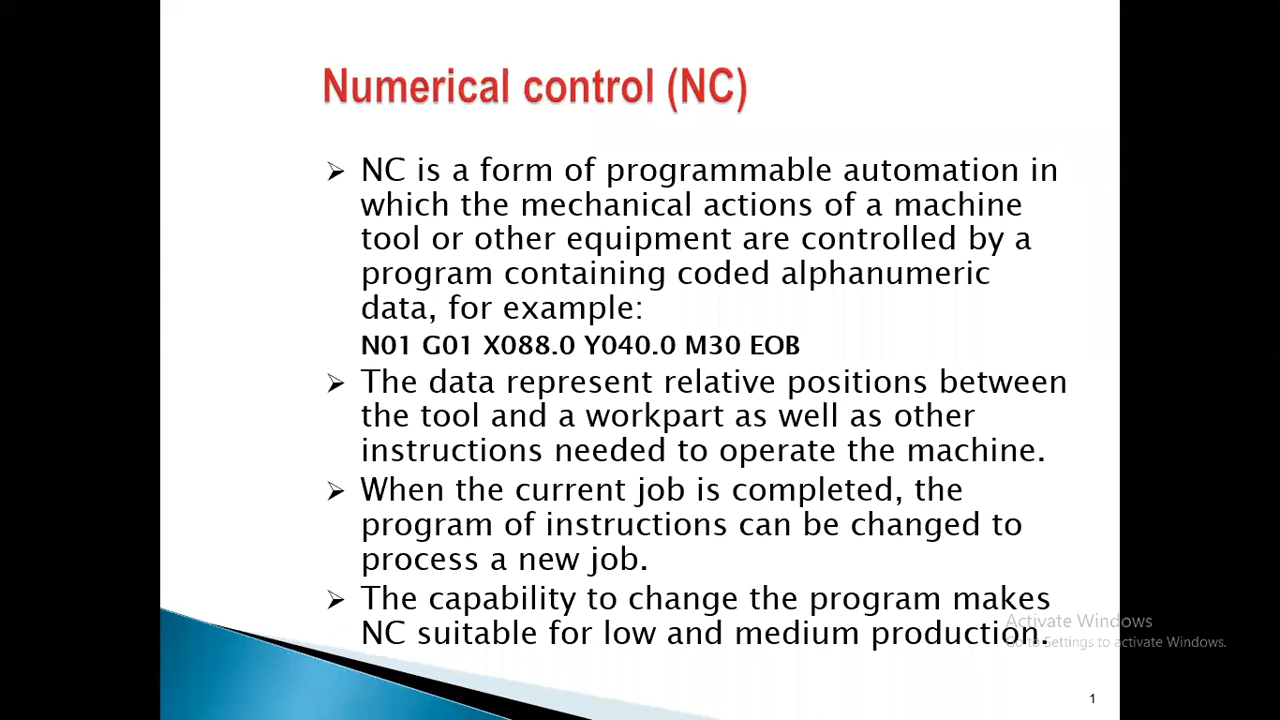 Numerical control (NC)
➢ NC is a form of programmable automation in
which the mechanical actions of a machine
tool or other equipment are controlled by a
program containing coded alphanumeric
data, for example:
N01 G01 X088.0 Y040.0 M30 EOB
➢ The data represent relative positions between
the tool and a workpart as well as other
instructions needed to operate the machine.
➢ When the current job is completed, the
program of instructions can be changed to
process a new job.
➢ The capability to change the program makes
NC suitable for low and medium production.
Activate Windows
Go to Settings to activate Windows.
1